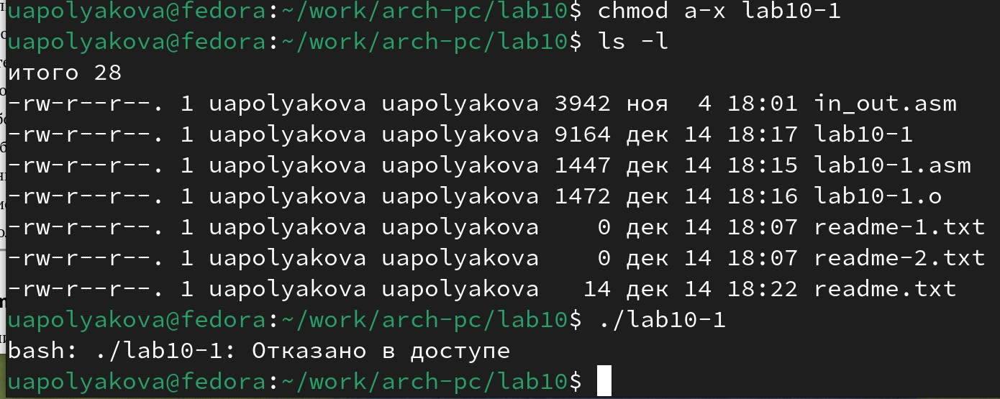 uapolyakova@fedora:~/work/arch-pc/lab10$ chmod a-x lab10-1
uapolyakova@fedora:~/work/arch-pc/lab10$ ls -l
итого 28
-rw-r--r--. 1 uapolyakova uapolyakova 3942 ноя  4 18:01 in_out.asm
-rw-r--r--. 1 uapolyakova uapolyakova 9164 дек 14 18:17 lab10-1
-rw-r--r--. 1 uapolyakova uapolyakova 1447 дек 14 18:15 lab10-1.asm
-rw-r--r--. 1 uapolyakova uapolyakova 1472 дек 14 18:16 lab10-1.o
-rw-r--r--. 1 uapolyakova uapolyakova    0 дек 14 18:07 readme-1.txt
-rw-r--r--. 1 uapolyakova uapolyakova    0 дек 14 18:07 readme-2.txt
-rw-r--r--. 1 uapolyakova uapolyakova   14 дек 14 18:22 readme.txt
uapolyakova@fedora:~/work/arch-pc/lab10$ ./lab10-1
bash: ./lab10-1: Отказано в доступе
uapolyakova@fedora:~/work/arch-pc/lab10$